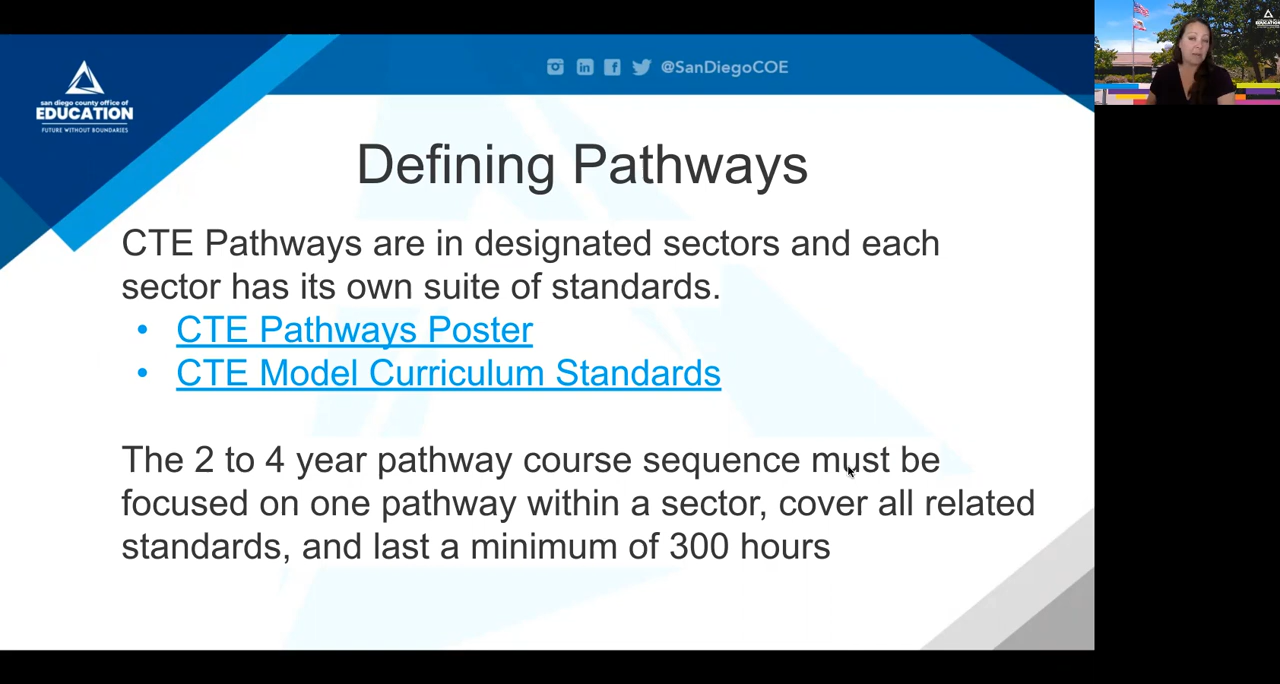 @SanDiegoCOE
san diego county office of
EDUCATION
FUTURE WITHOUT BOUNDARIES
Defining Pathways
CTE Pathways are in designated sectors and each
sector has its own suite of standards.
• CTE Pathways Poster
• CTE Model Curriculum Standards
The 2 to 4 year pathway course sequence must be
focused on one pathway within a sector, cover all related
standards, and last a minimum of 300 hours